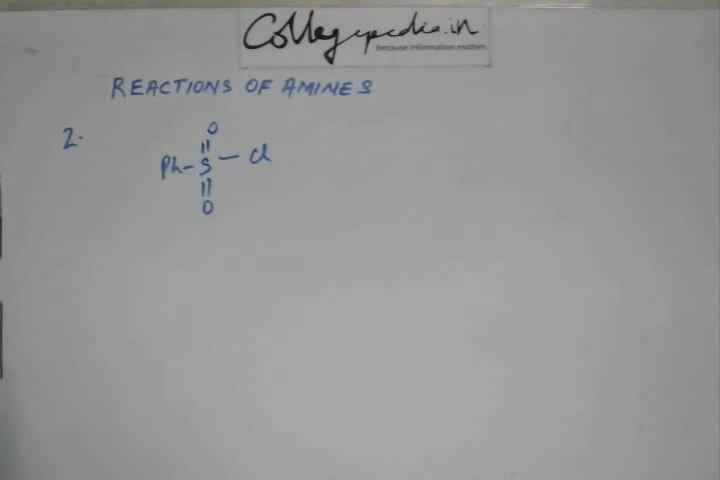 Collegepedia.in
because information matters
REACTIONS OF AMINES
2.
O
Ph-S-Cl
O